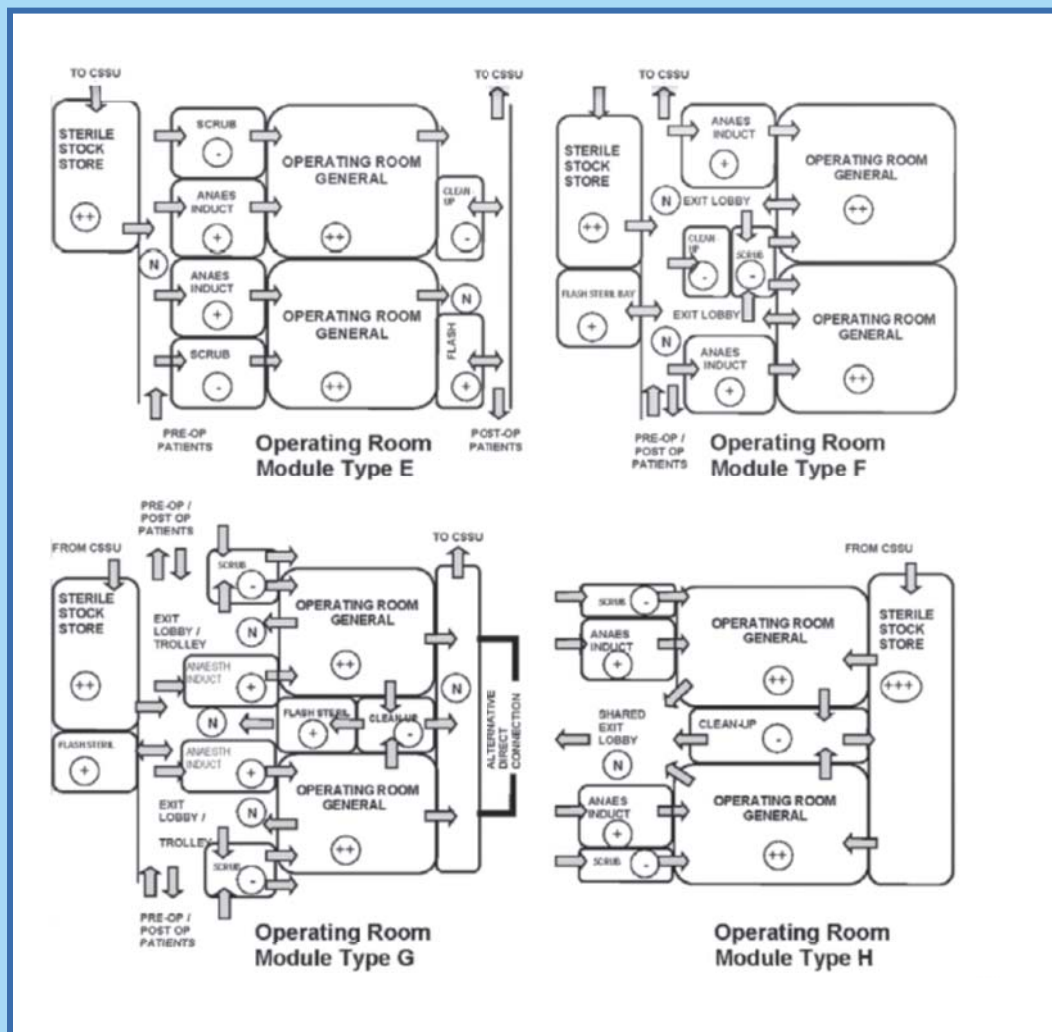 TO CSSU
STERILE
STOCK
STORE
++
N
SCRUB
-
ANAES
INDUCT
+
ANAES
INDUCT
+
SCRUB
-
OPERATING ROOM
GENERAL
++
OPERATING ROOM
GENERAL
++
TO CSSU
CLEAN
UP
-
N
FLASH
+
PRE-OP
PATIENTS
POST-OP
PATIENTS
Operating Room
Module Type E
TO CSSU
STERILE
STOCK
STORE
++
FLASH STERIL BAY
+
ANAES
INDUCT
+
N
EXIT LOBBY
CLEAN-
UP
-
SCRUB
-
EXIT LOBBY
N
ANAES
INDUCT
+
OPERATING ROOM
GENERAL
++
OPERATING ROOM
GENERAL
++
PRE-OP /
POST OP
PATIENTS
Operating Room
Module Type F
PRE-OP /
POST OP
PATIENTS
FROM CSSU
STERILE
STOCK
STORE
++
FLASH STERIL
+
SCRUB
-
EXIT
LOBBY /
TROLLEY
N
ANAESTH
INDUCT
+
N
ANAESTH
INDUCT
+
EXIT
LOBBY /
TROLLEY
N
SCRUB
-
OPERATING ROOM
GENERAL
++
FLASH STERIL
+
CLEAN-UP
-
OPERATING ROOM
GENERAL
++
TO CSSU
N
ALTERNATIVE
DIRECT
CONNECTION
PRE-OP /
POST OP
PATIENTS
Operating Room
Module Type G
FROM CSSU
SCRUB
-
ANAES
INDUCT
+
SHARED
EXIT
LOBBY
N
ANAES
INDUCT
+
SCRUB
-
OPERATING ROOM
GENERAL
++
CLEAN-UP
-
OPERATING ROOM
GENERAL
++
STERILE
STOCK
STORE
+++
Operating Room
Module Type H